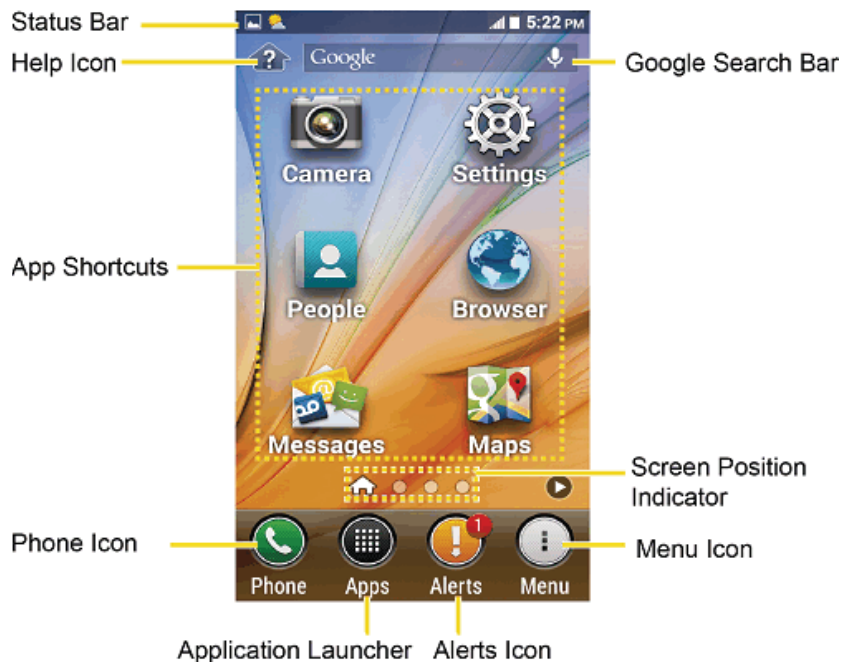 Status Bar
5:22 PM
Help Icon
?
Google
Google Search Bar
Camera
Settings
App Shortcuts
People
Browser
@
g
Messages
Maps
Screen Position
Indicator
Phone Icon
!
1
Menu Icon
Phone
Apps
Alerts
Menu
Application Launcher
Alerts Icon